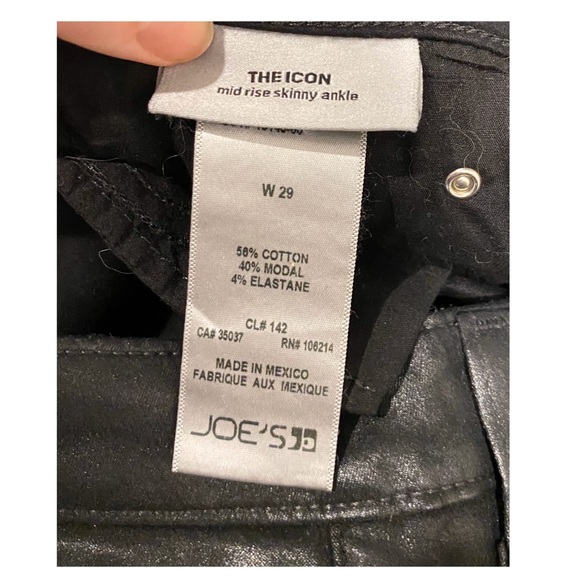 THE ICON
mid rise skinny ankle
W 29
56% COTTON
40% MODAL
4% ELASTANE
CL# 142
CA# 35037 RN# 106214
MADE IN MEXICO
FABRIQUE AUX MEXIQUE
JOE'S